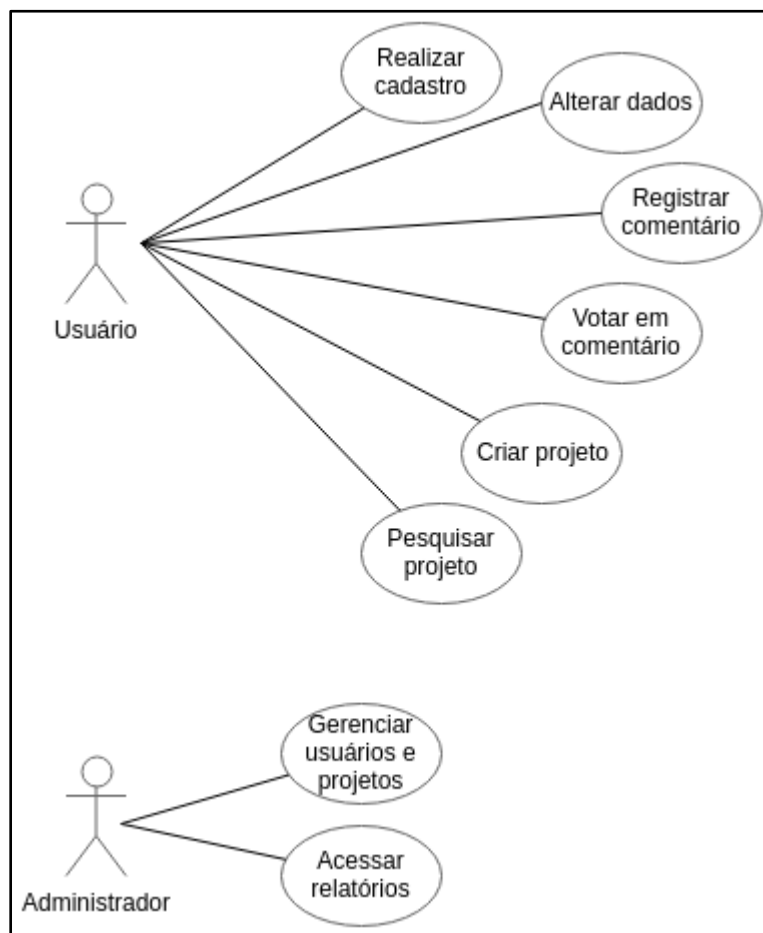 Realizar
cadastro
Alterar dados
Registrar
comentário
Usuário
Votar em
comentário
Criar projeto
Pesquisar
projeto
Gerenciar
usuários e
projetos
Acessar
relatórios
Administrador